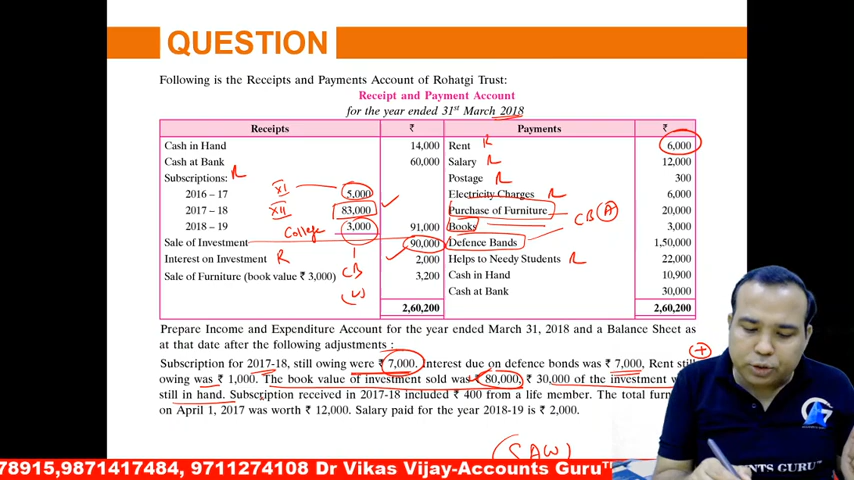 QUESTION
Following is the Receipts and Payments Account of Rohatgi Trust:
Receipt and Payment Account
for the year ended 31st March 2018
Receipts ₹ Payments ₹
Cash in Hand 14,000 Rent R 6,000
Cash at Bank 60,000 Salary R 12,000
Subscriptions: R Postage R 300
2016 – 17 XI 5,000 Electricity Charges R 6,000
2017 – 18 XII 83,000 Purchase of Furniture CB (A) 20,000
2018 – 19 College 3,000 91,000 Books 3,000
Sale of Investment 90,000 Defence Bands 1,50,000
Interest on Investment R CB 2,000 Helps to Needy Students R 22,000
Sale of Furniture (book value ₹ 3,000) 3,200 Cash in Hand 10,900
Cash at Bank 30,000
2,60,200 2,60,200
Prepare Income and Expenditure Account for the year ended March 31, 2018 and a Balance Sheet as
at that date after the following adjustments :
Subscription for 2017-18, still owing were ₹ 7,000. Interest due on defence bonds was ₹ 7,000, Rent still +
owing was ₹ 1,000. The book value of investment sold was ₹ 80,000, ₹ 30,000 of the investment
still in hand. Subscription received in 2017-18 included ₹ 400 from a life member. The total
on April 1, 2017 was worth ₹ 12,000. Salary paid for the year 2018-19 is ₹ 2,000.
78915,9871417484, 9711274108 Dr Vikas Vijay-Accounts Guru™